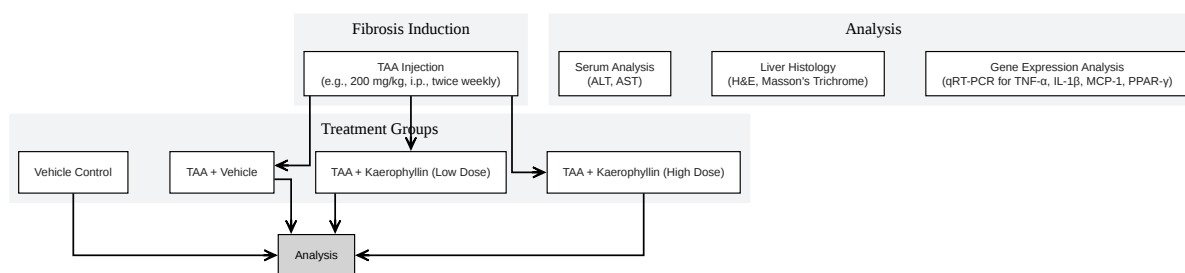 Fibrosis Induction
TAA Injection
(e.g., 200 mg/kg, i.p., twice weekly)
Analysis
Serum Analysis
(ALT, AST)
Liver Histology
(H&E, Masson's Trichrome)
Gene Expression Analysis
(qRT-PCR for TNF-α, IL-1β, MCP-1, PPAR-γ)
Treatment Groups
Vehicle Control
TAA + Vehicle
TAA + Kaerophyllin (Low Dose)
TAA + Kaerophyllin (High Dose)
Analysis